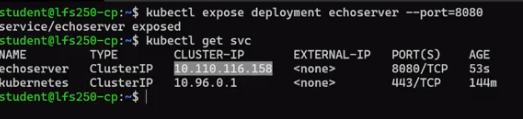 student@lfs250-cp:~$ kubectl expose deployment echoserver --port=8080
service/echoserver exposed
student@lfs250-cp:~$ kubectl get svc
NAME TYPE CLUSTER-IP EXTERNAL-IP PORT(S) AGE
echoserver ClusterIP 10.110.116.158 <none> 8080/TCP 53s
kubernetes ClusterIP 10.96.0.1 <none> 443/TCP 144m
student@lfs250-cp:~$